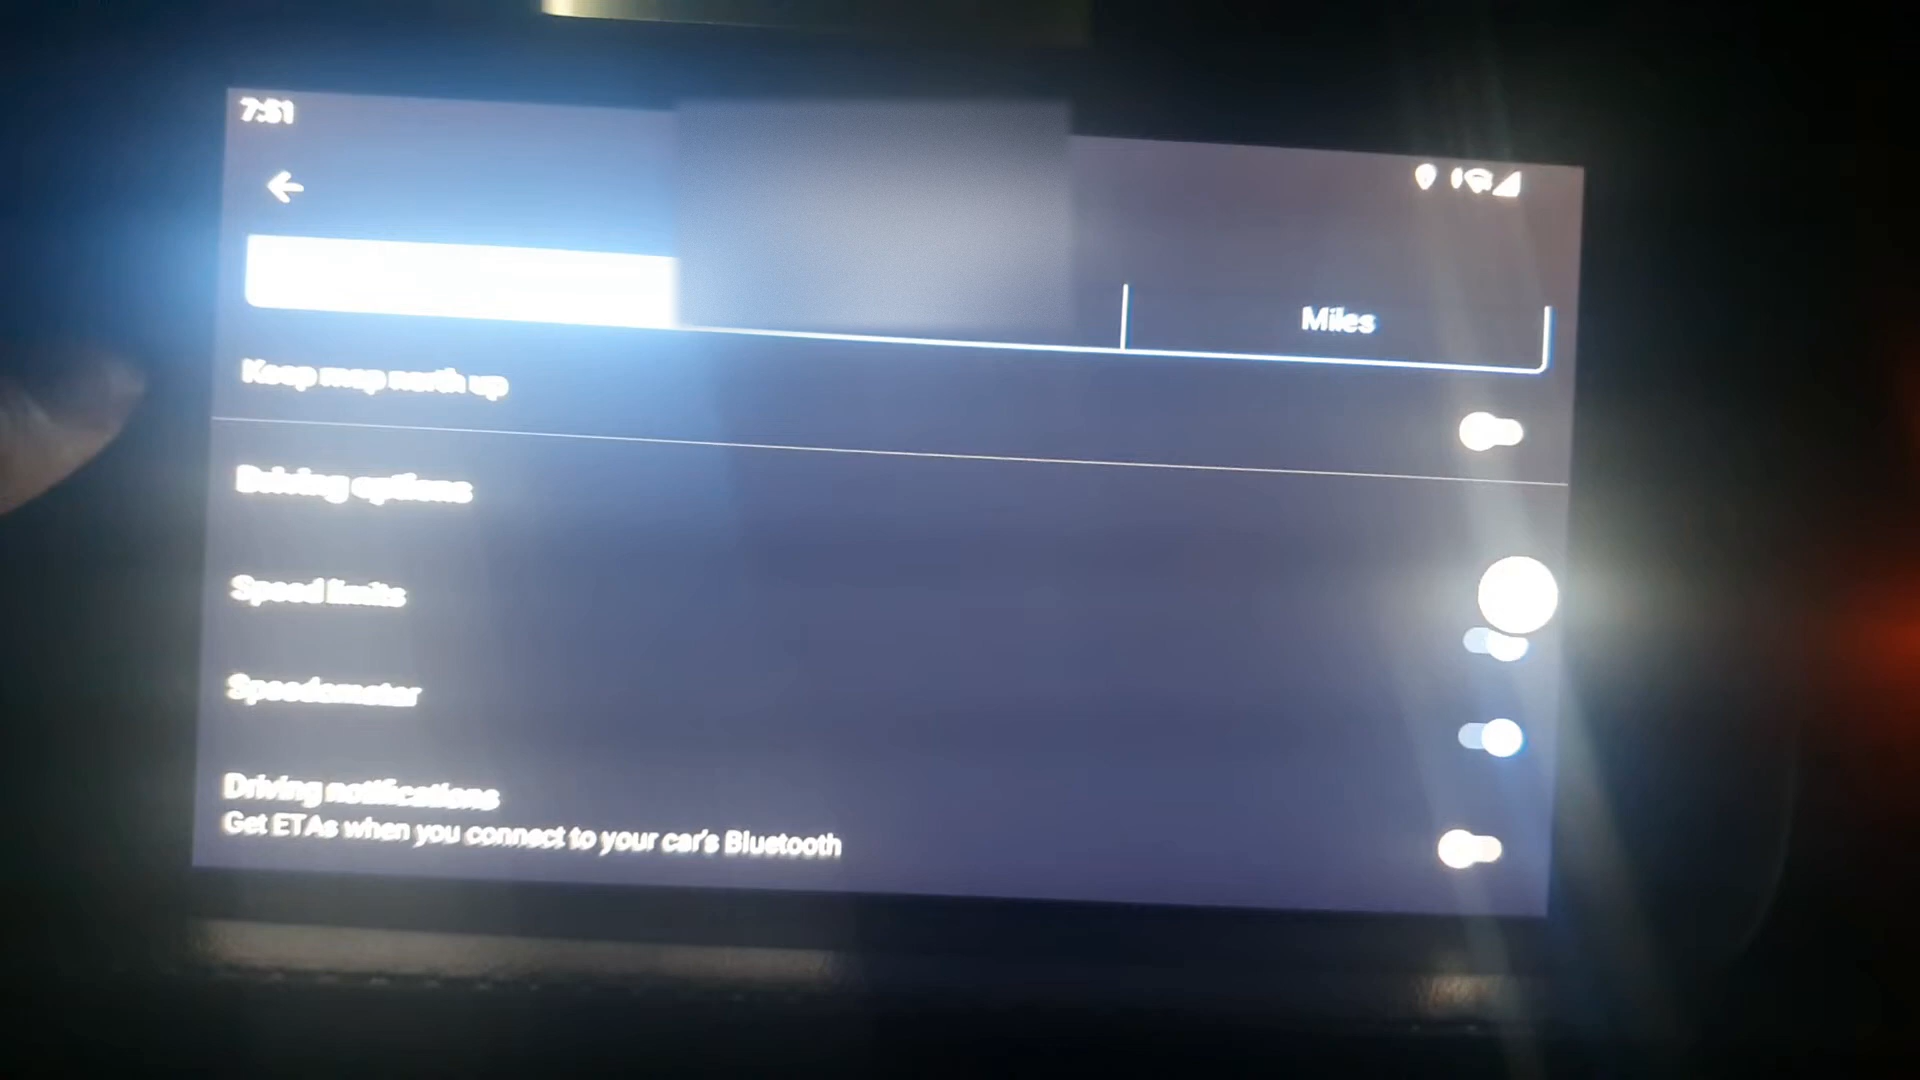 7:51
Miles
Keep map north up
Driving options
Speed limits
Speedometer
Driving notifications
Get ETAs when you connect to your car's Bluetooth